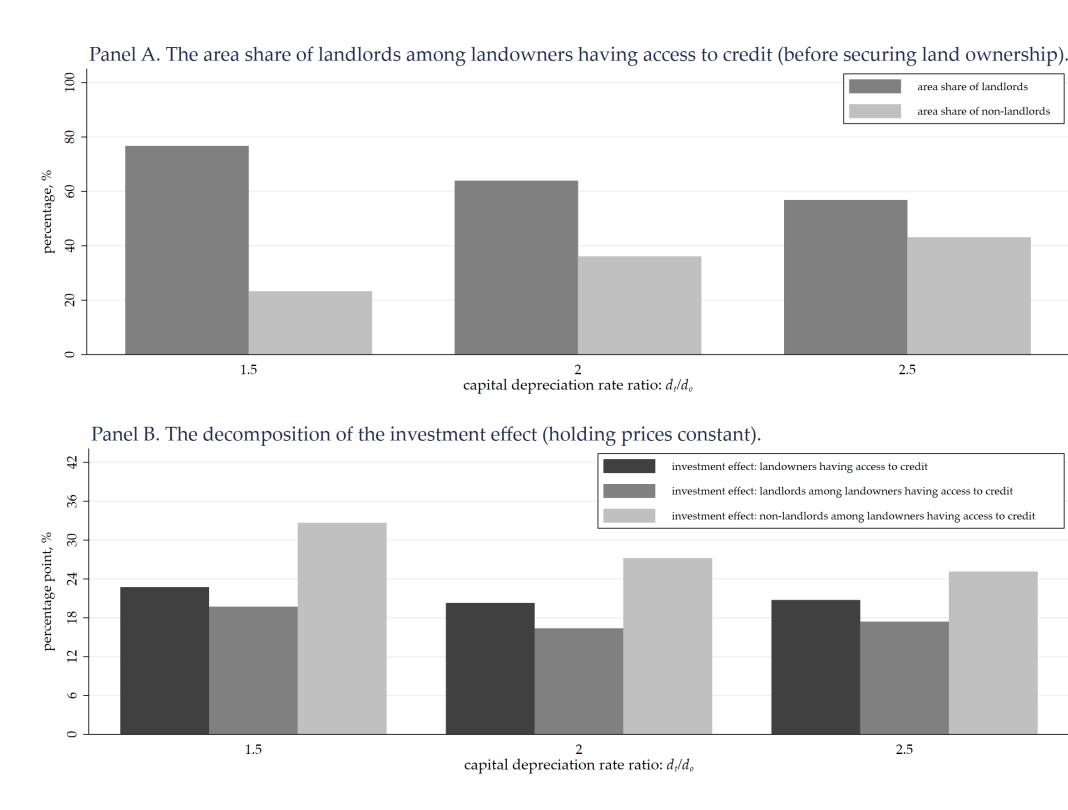 Panel A. The area share of landlords among landowners having access to credit (before securing land ownership).
area share of landlords
area share of non-landlords
percentage, %
100
80
60
40
20
0
1.5 2 2.5
capital depreciation rate ratio: dₜ/dₒ
Panel B. The decomposition of the investment effect (holding prices constant).
investment effect: landowners having access to credit
investment effect: landlords among landowners having access to credit
investment effect: non-landlords among landowners having access to credit
percentage point, %
42
36
30
24
18
12
6
0
1.5 2 2.5
capital depreciation rate ratio: dₜ/dₒ